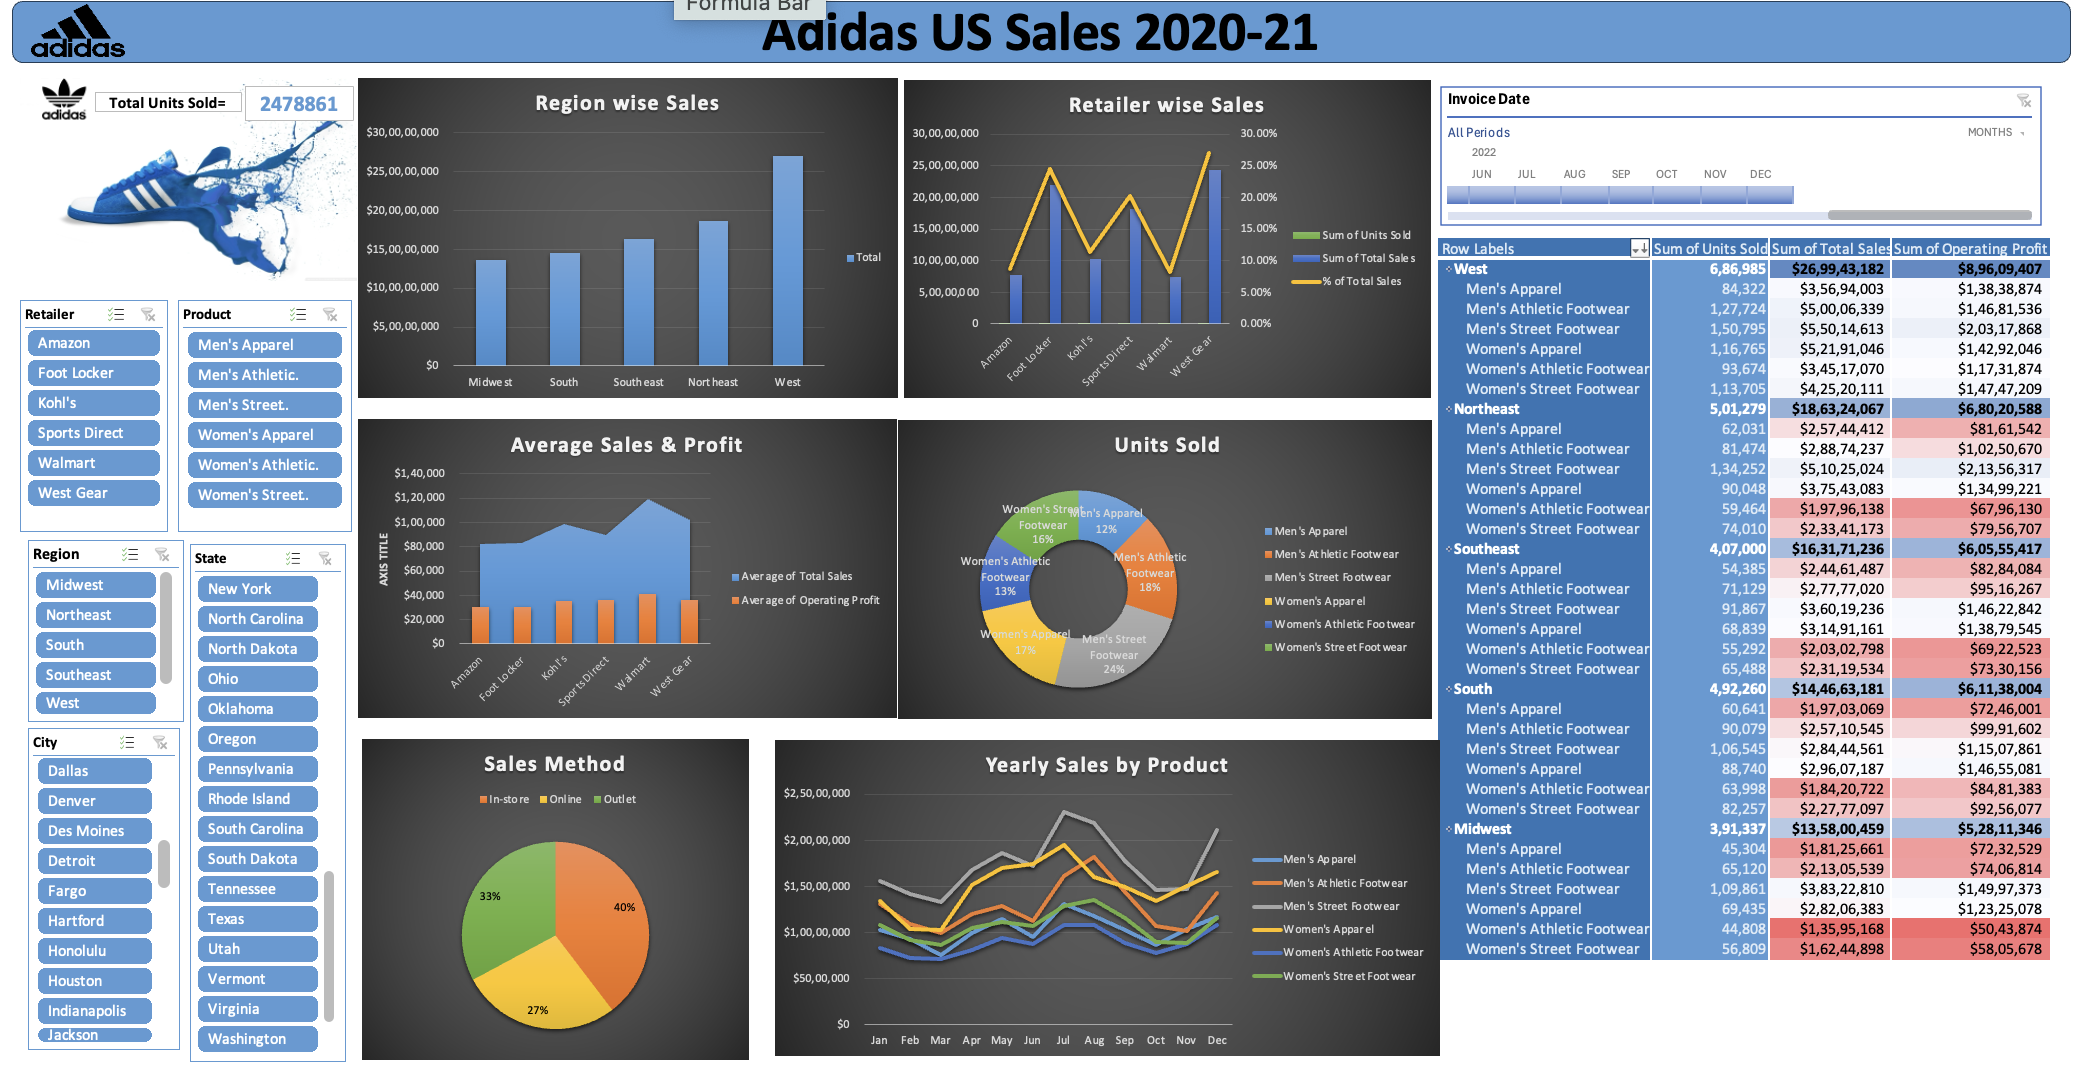 Formula Bar
adidas
Adidas US Sales 2020-21
adidas
Total Units Sold=
2478861
Retailer
Amazon
Foot Locker
Kohl's
Sports Direct
Walmart
West Gear
Product
Men's Apparel
Men's Athletic.
Men's Street..
Women's Apparel
Women's Athletic.
Women's Street..
Region
Midwest
Northeast
South
Southeast
West
State
New York
North Carolina
North Dakota
Ohio
Oklahoma
Oregon
Pennsylvania
Rhode Island
South Carolina
South Dakota
Tennessee
Texas
Utah
Vermont
Virginia
Washington
City
Dallas
Denver
Des Moines
Detroit
Fargo
Hartford
Honolulu
Houston
Indianapolis
Jackson
Region wise Sales
$30,00,00,000
$25,00,00,000
$20,00,00,000
$15,00,00,000
$10,00,00,000
$5,00,00,000
$0
Midwest South Southeast Northeast West
Total
Retailer wise Sales
30,00,00,000 30.00%
25,00,00,000 25.00%
20,00,00,000 20.00%
15,00,00,000 15.00%
10,00,00,000 10.00%
5,00,00,000 5.00%
0 0.00%
Amazon Foot Locker Kohl's Sports Direct Walmart West Gear
Sum of Units Sold
Sum of Total Sales
% of Total Sales
Average Sales & Profit
AXIS TITLE
$1,40,000
$1,20,000
$1,00,000
$80,000
$60,000
$40,000
$20,000
$0
Amazon Foot Locker Kohl's Sports Direct Walmart West Gear
Average of Total Sales
Average of Operating Profit
Units Sold
Men's Apparel
12%
Men's Athletic
Footwear
18%
Men's Street
Footwear
24%
Women's Apparel
17%
Women's Athletic
Footwear
13%
Women's Street
Footwear
16%
Men's Apparel
Men's Athletic Footwear
Men's Street Footwear
Women's Apparel
Women's Athletic Footwear
Women's Street Footwear
Sales Method
In-store Online Outlet
33%
40%
27%
Yearly Sales by Product
$2,50,00,000
$2,00,00,000
$1,50,00,000
$1,00,00,000
$50,00,000
$0
Jan Feb Mar Apr May Jun Jul Aug Sep Oct Nov Dec
Men's Apparel
Men's Athletic Footwear
Men's Street Footwear
Women's Apparel
Women's Athletic Footwear
Women's Street Footwear
Invoice Date
All Periods MONTHS
2022
JUN JUL AUG SEP OCT NOV DEC
Row Labels Sum of Units Sold Sum of Total Sales Sum of Operating Profit
West 6,86,985 $26,99,43,182 $8,96,09,407
Men's Apparel 84,322 $3,56,94,003 $1,38,38,874
Men's Athletic Footwear 1,27,724 $5,00,06,339 $1,46,81,536
Men's Street Footwear 1,50,795 $5,50,14,613 $2,03,17,868
Women's Apparel 1,16,765 $5,21,91,046 $1,42,92,046
Women's Athletic Footwear 93,674 $3,45,17,070 $1,17,31,874
Women's Street Footwear 1,13,705 $4,25,20,111 $1,47,47,209
Northeast 5,01,279 $18,63,24,067 $6,80,20,588
Men's Apparel 62,031 $2,57,44,412 $81,61,542
Men's Athletic Footwear 81,474 $2,88,74,237 $1,02,50,670
Men's Street Footwear 1,34,252 $5,10,25,024 $2,13,56,317
Women's Apparel 90,048 $3,75,43,083 $1,34,99,221
Women's Athletic Footwear 59,464 $1,97,96,138 $67,96,130
Women's Street Footwear 74,010 $2,33,41,173 $79,56,707
Southeast 4,07,000 $16,31,71,236 $6,05,55,417
Men's Apparel 54,385 $2,44,61,487 $82,84,084
Men's Athletic Footwear 71,129 $2,77,77,020 $95,16,267
Men's Street Footwear 91,867 $3,60,19,236 $1,46,22,842
Women's Apparel 68,839 $3,14,91,161 $1,38,79,545
Women's Athletic Footwear 55,292 $2,03,02,798 $69,22,523
Women's Street Footwear 65,488 $2,31,19,534 $73,30,156
South 4,92,260 $14,46,63,181 $6,11,38,004
Men's Apparel 60,641 $1,97,03,069 $72,46,001
Men's Athletic Footwear 90,079 $2,57,10,545 $99,91,602
Men's Street Footwear 1,06,545 $2,84,44,561 $1,15,07,861
Women's Apparel 88,740 $2,96,07,187 $1,46,55,081
Women's Athletic Footwear 63,998 $1,84,20,722 $84,81,383
Women's Street Footwear 82,257 $2,27,77,097 $92,56,077
Midwest 3,91,337 $13,58,00,459 $5,28,11,346
Men's Apparel 45,304 $1,81,25,661 $72,32,529
Men's Athletic Footwear 65,120 $2,13,05,539 $74,06,814
Men's Street Footwear 1,09,861 $3,83,22,810 $1,49,97,373
Women's Apparel 69,435 $2,82,06,383 $1,23,25,078
Women's Athletic Footwear 44,808 $1,35,95,168 $50,43,874
Women's Street Footwear 56,809 $1,62,44,898 $58,05,678